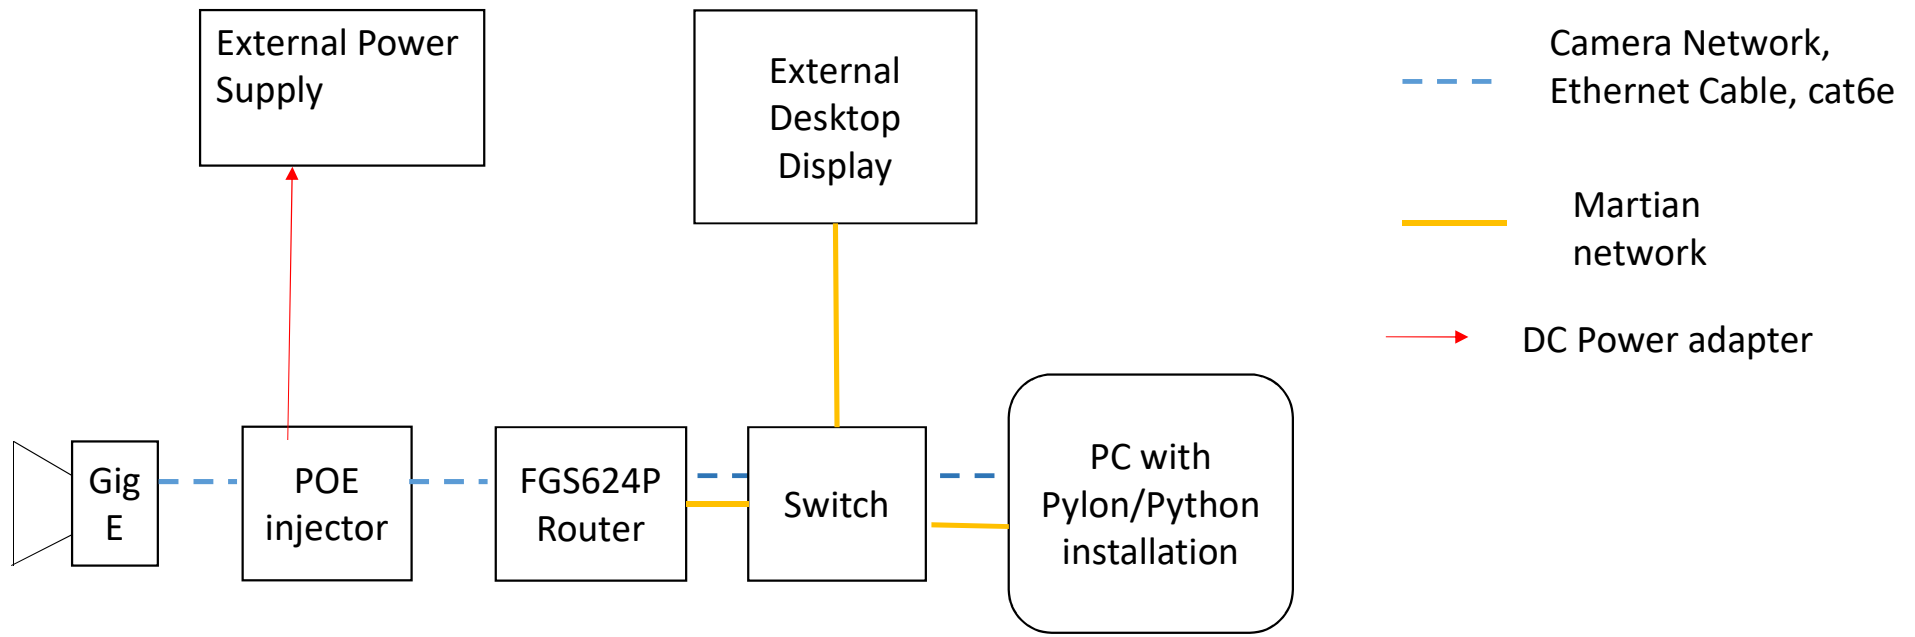 External Power
Supply
External
Desktop
Display
Camera Network,
Ethernet Cable, cat6e
Martian
network
DC Power adapter
Gig
E
POE
injector
FGS624P
Router
Switch
PC with
Pylon/Python
installation